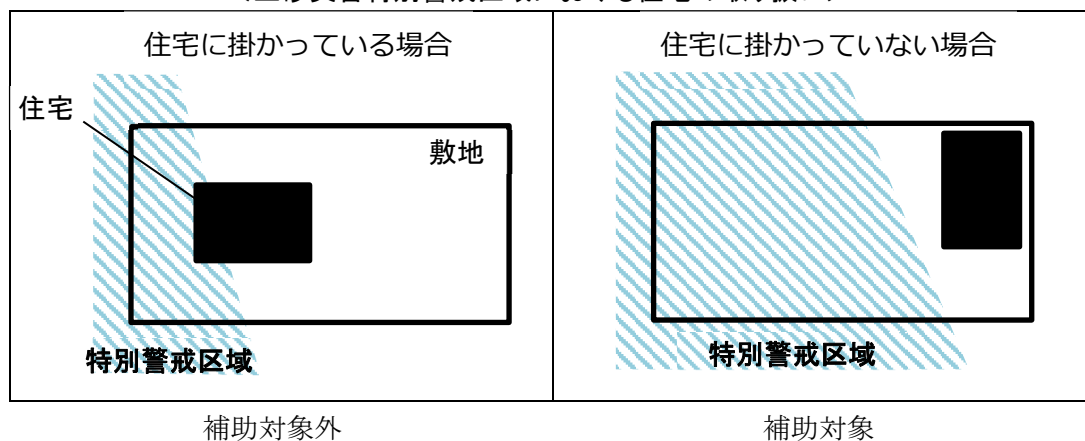 住宅に掛かっている場合
住宅に掛かっていない場合
住宅
敷地
特別警戒区域
特別警戒区域
補助対象外
補助対象